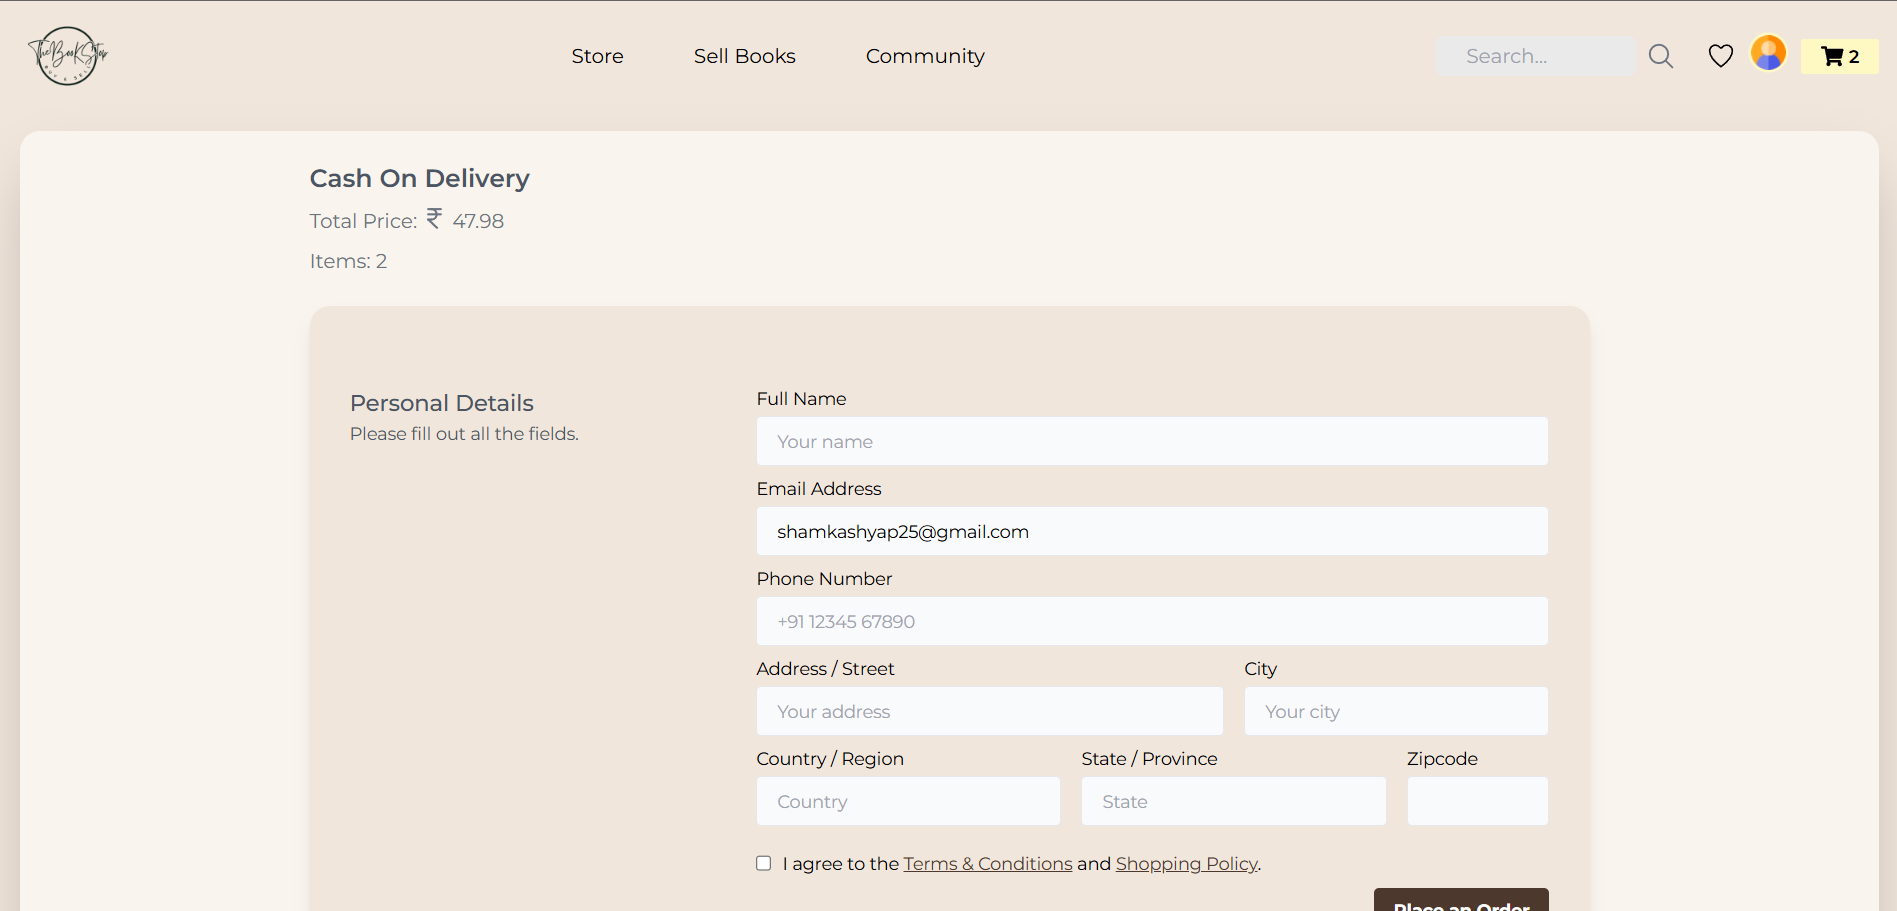 TheBookStop
BUY & SELL
Store
Sell Books
Community
Search...
2
Cash On Delivery
Total Price: ₹ 47.98
Items: 2
Personal Details
Please fill out all the fields.
Full Name
Your name
Email Address
shamkashyap25@gmail.com
Phone Number
+91 12345 67890
Address / Street
City
Your address
Your city
Country / Region
State / Province
Zipcode
Country
State
I agree to the Terms & Conditions and Shopping Policy.
Place an Order